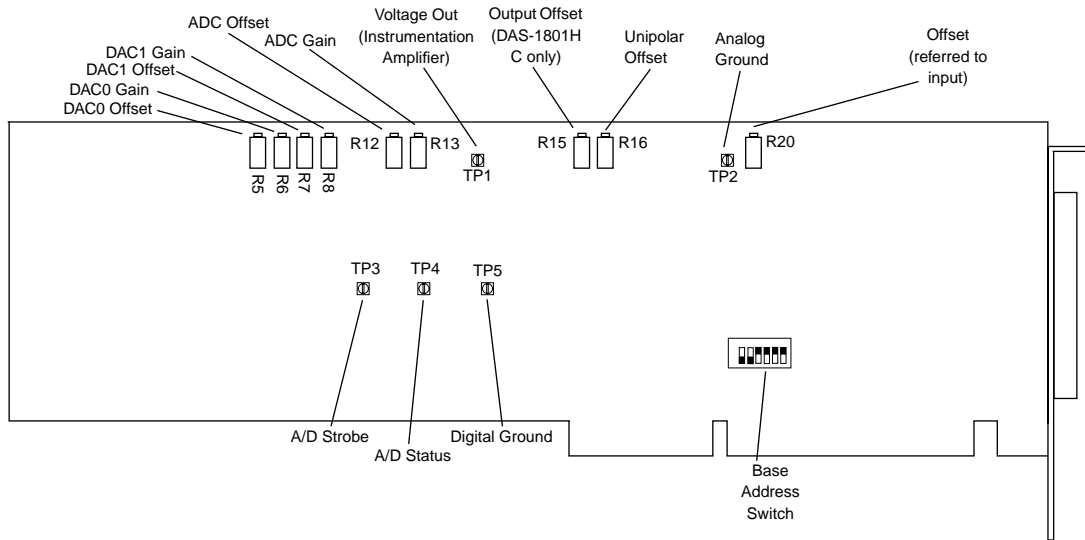 ADC Offset
ADC Gain
Voltage Out
(Instrumentation
Amplifier)
Output Offset
(DAS-1801H
C only)
Unipolar
Offset
Analog
Ground
Offset
(referred to
input)
DAC1 Gain
DAC1 Offset
DAC0 Gain
DAC0 Offset
R5
R6
R7
R8
R12
R13
TP1
R15
R16
TP2
R20
TP3
TP4
TP5
A/D Strobe
A/D Status
Digital Ground
Base
Address
Switch